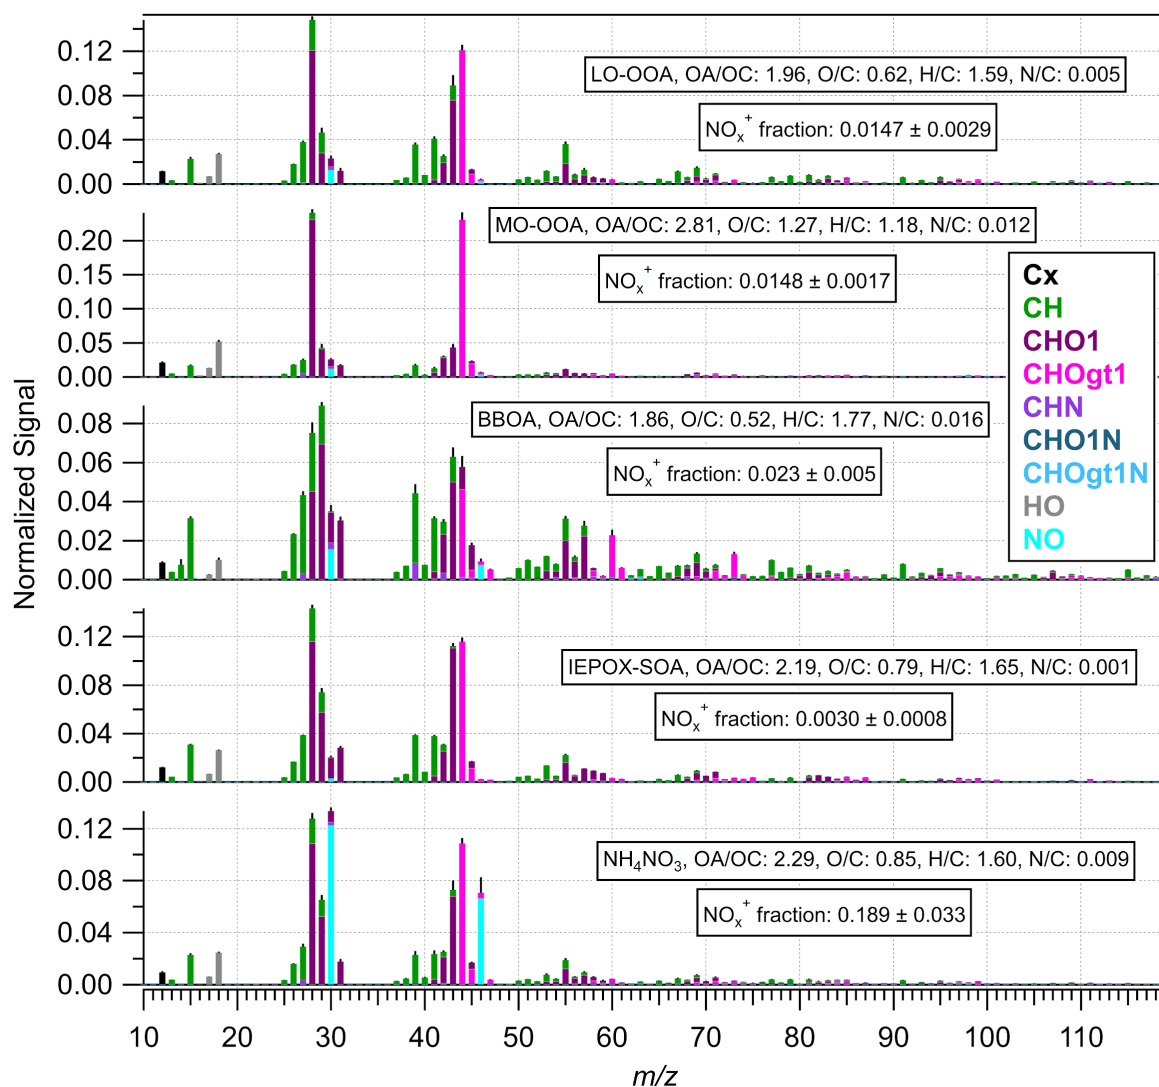 Normalized Signal
0.12
0.08
0.04
0.00
LO-OOA, OA/OC: 1.96, O/C: 0.62, H/C: 1.59, N/C: 0.005
NOx+ fraction: 0.0147 ± 0.0029
0.20
0.15
0.10
0.05
0.00
MO-OOA, OA/OC: 2.81, O/C: 1.27, H/C: 1.18, N/C: 0.012
NOx+ fraction: 0.0148 ± 0.0017
Cx
CH
CHO1
CHOgt1
CHN
CHO1N
CHOgt1N
HO
NO
0.08
0.06
0.04
0.02
0.00
BBOA, OA/OC: 1.86, O/C: 0.52, H/C: 1.77, N/C: 0.016
NOx+ fraction: 0.023 ± 0.005
0.12
0.08
0.04
0.00
IEPOX-SOA, OA/OC: 2.19, O/C: 0.79, H/C: 1.65, N/C: 0.001
NOx+ fraction: 0.0030 ± 0.0008
0.12
0.08
0.04
0.00
NH4NO3, OA/OC: 2.29, O/C: 0.85, H/C: 1.60, N/C: 0.009
NOx+ fraction: 0.189 ± 0.033
10 20 30 40 50 60 70 80 90 100 110
m/z